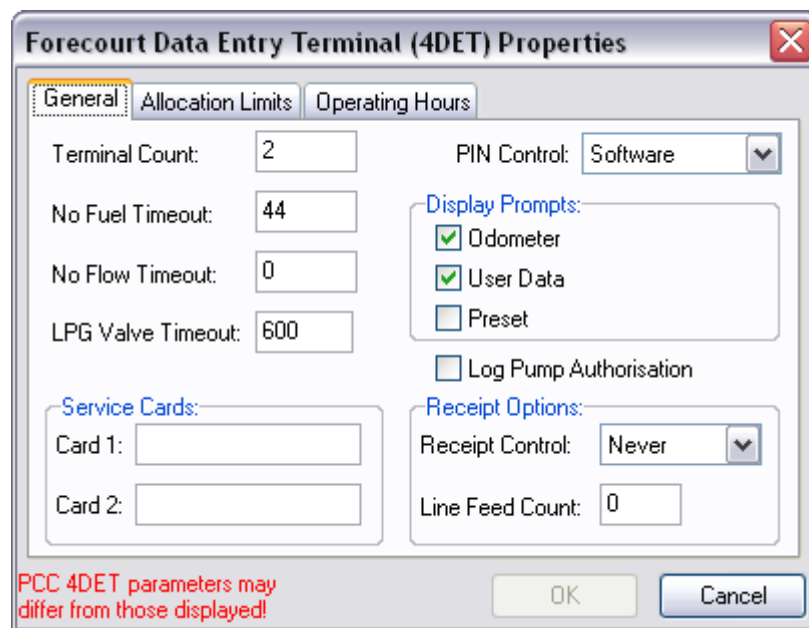 Forecourt Data Entry Terminal (4DET) Properties
General Allocation Limits Operating Hours
Terminal Count: 2
PIN Control: Software
No Fuel Timeout: 44
No Flow Timeout: 0
LPG Valve Timeout: 600
Display Prompts:
Odometer
User Data
Preset
Log Pump Authorisation
Service Cards:
Card 1:
Card 2:
Receipt Options:
Receipt Control: Never
Line Feed Count: 0
PCC 4DET parameters may
differ from those displayed!
OK Cancel